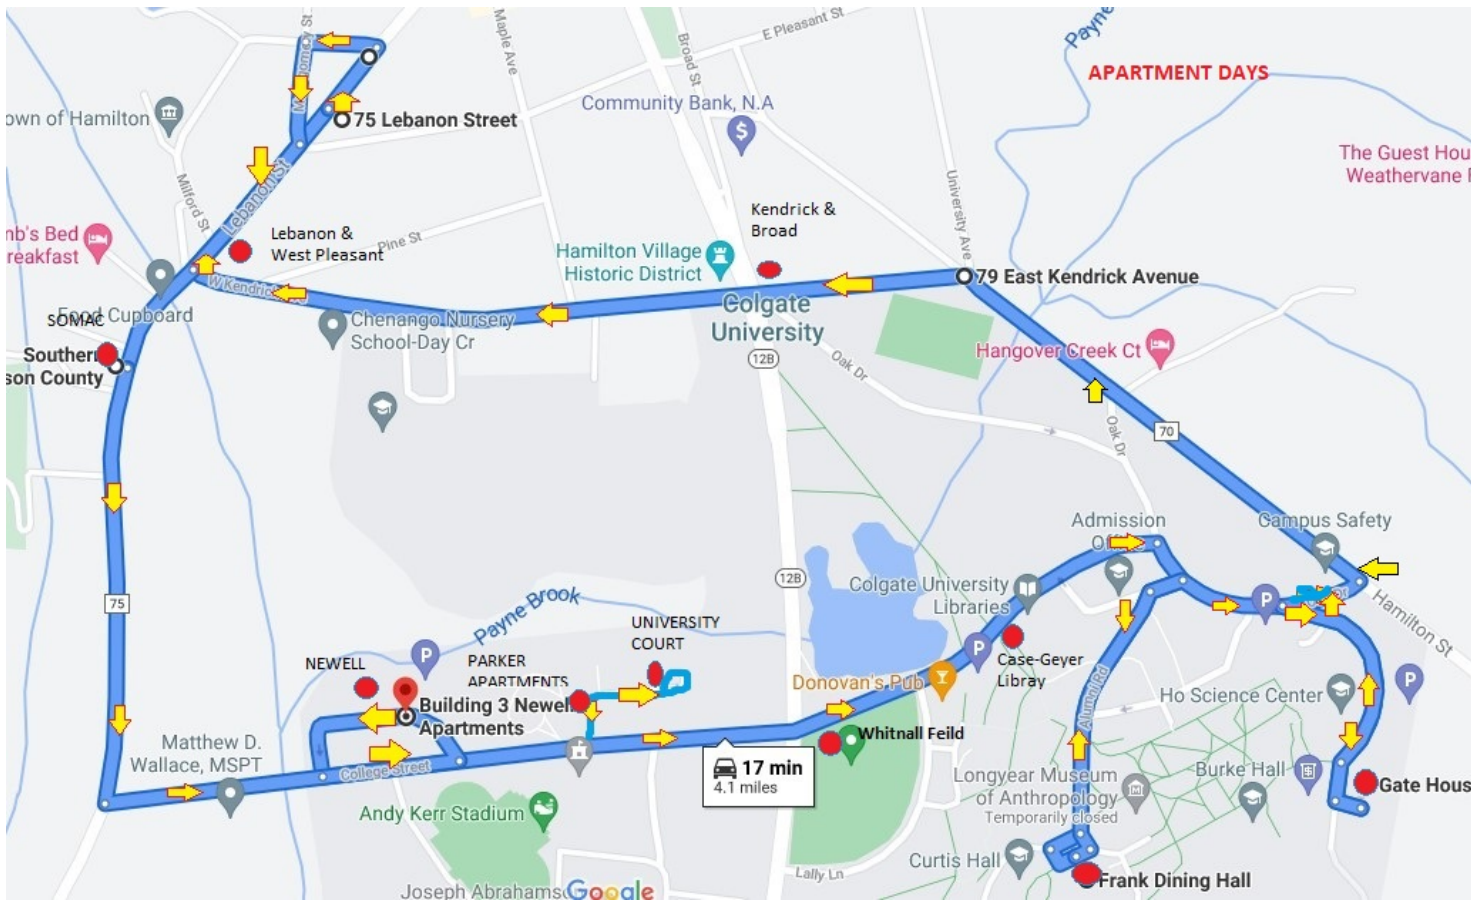 E Pleasant St
Maple Ave
Broad St
Payne
APARTMENT DAYS
own of Hamilton
75 Lebanon Street
Community Bank, N.A
The Guest Hou
Weathervane
Milford St
Lebanon St
University Ave
nb's Bed
reakfast
Lebanon &
West Pleasant
Pine St
Kendrick &
Broad
Hamilton Village
Historic District
79 East Kendrick Avenue
W Kendrick
Food Cupboard
SOMAC
Chenango Nursery
School-Day Cr
Colgate
University
Southern
son County
12B
Oak Dr
Hangover Creek Ct
Oak Dr
70
Admission
Campus Safety
75
12B
Colgate University
Libraries
Payne Brook
Hamilton St
UNIVERSITY
COURT
NEWELL
PARKER
APARTMENTS
Case-Geyer
Libray
Donovan's Pub
Ho Science Center
Building 3 Newell
Apartments
Alumni Rd
Whitnall Feild
Matthew D.
Wallace, MSPT
College Street
17 min
4.1 miles
Longyear Museum
of Anthropology
Temporarily closed
Burke Hall
Gate Hous
Andy Kerr Stadium
Curtis Hall
Lally Ln
Frank Dining Hall
Joseph Abrahams
Google